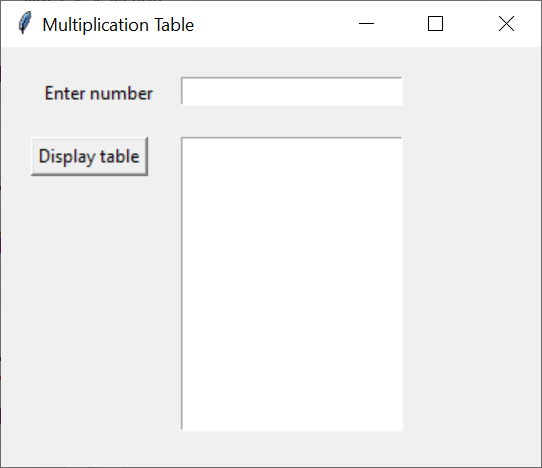 Multiplication Table
Enter number
Display table